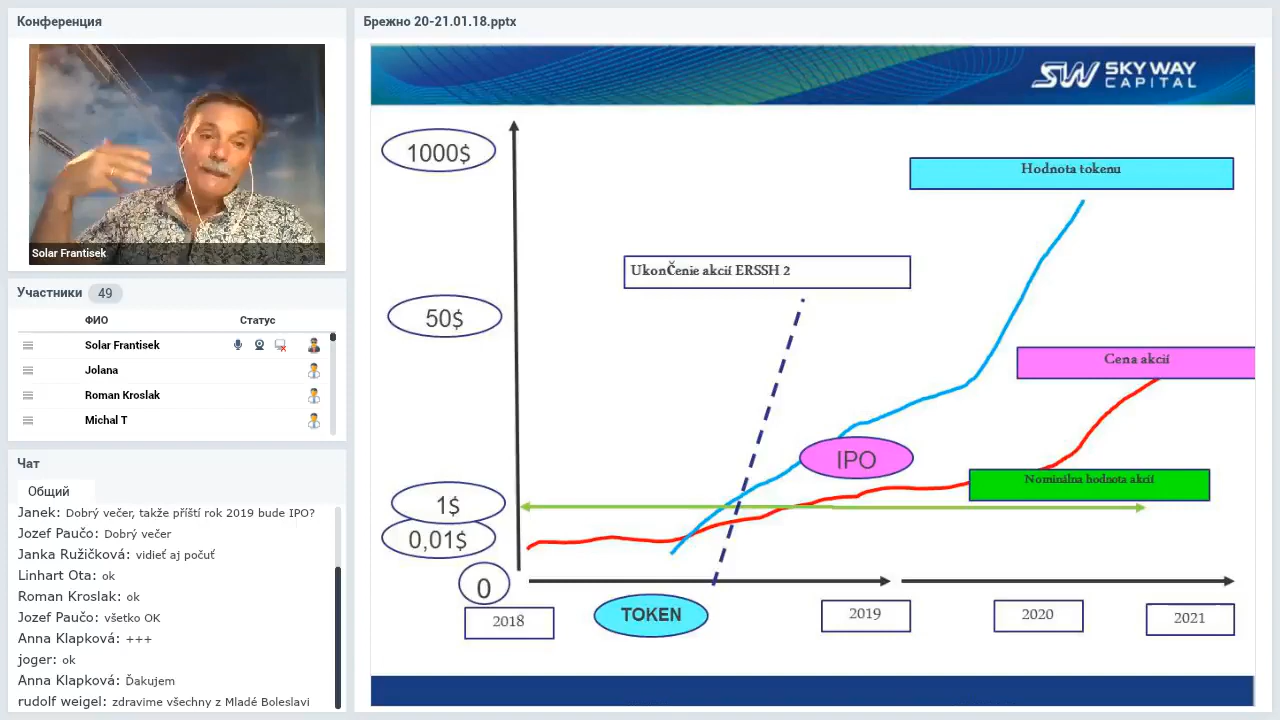 Конференция
Solar Frantisek
Участники 49
ФИО Статус
Solar Frantisek
Jolana
Roman Kroslak
Michal T
Чат
Общий
Janek: Dobrý večer, takže příští rok 2019 bude IPO?
Jozef Paučo: Dobrý večer
Janka Ružičková: vidieť aj počuť
Linhart Ota: ok
Roman Kroslak: ok
Jozef Paučo: všetko OK
Anna Klapková: +++
joger: ok
Anna Klapková: Ďakujem
rudolf weigel: zdravime všechny z Mladé Boleslavi
Брежно 20-21.01.18.pptx
SW SKY WAY
CAPITAL
1000$
Hodnota tokenu
UkonČenie akcií ERSSH 2
50$
Cena akcií
IPO
Nominálna hodnota akcií
1$
0,01$
0
2018
TOKEN
2019
2020
2021